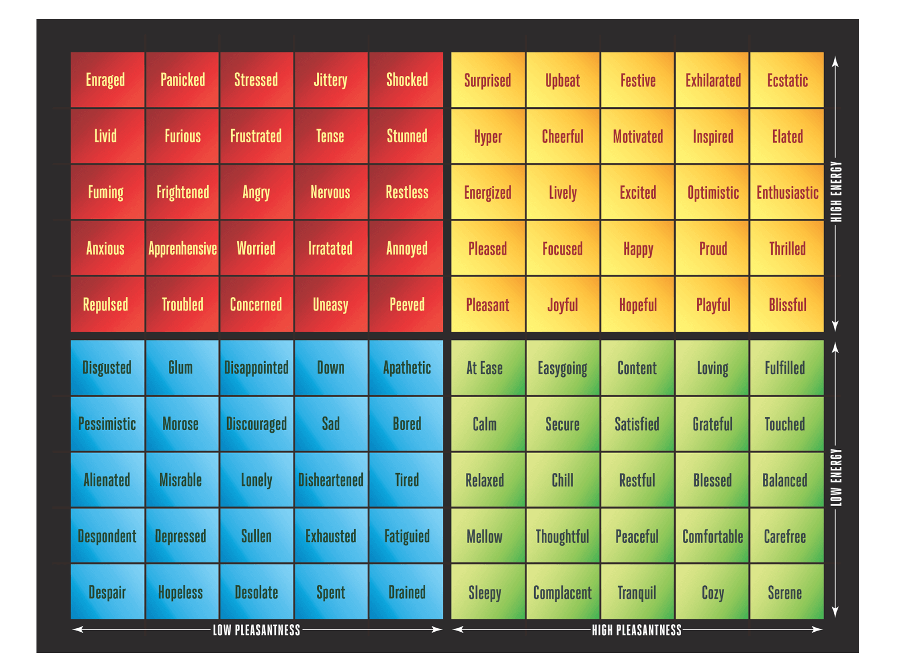 Enraged Panicked Stressed Jittery Shocked Surprised Upbeat Festive Exhilarated Ecstatic
Livid Furious Frustrated Tense Stunned Hyper Cheerful Motivated Inspired Elated
Fuming Frightened Angry Nervous Restless Energized Lively Excited Optimistic Enthusiastic
Anxious Apprenhensive Worried Irratated Annoyed Pleased Focused Happy Proud Thrilled
Repulsed Troubled Concerned Uneasy Peeved Pleasant Joyful Hopeful Playful Blissful
HIGH ENERGY
Disgusted Glum Disappointed Down Apathetic At Ease Easygoing Content Loving Fulfilled
Pessimistic Morose Discouraged Sad Bored Calm Secure Satisfied Grateful Touched
Alienated Misrable Lonely Disheartened Tired Relaxed Chill Restful Blessed Balanced
Despondent Depressed Sullen Exhausted Fatiguied Mellow Thoughtful Peaceful Comfortable Carefree
Despair Hopeless Desolate Spent Drained Sleepy Complacent Tranquil Cozy Serene
LOW ENERGY
LOW PLEASANTNESS HIGH PLEASANTNESS